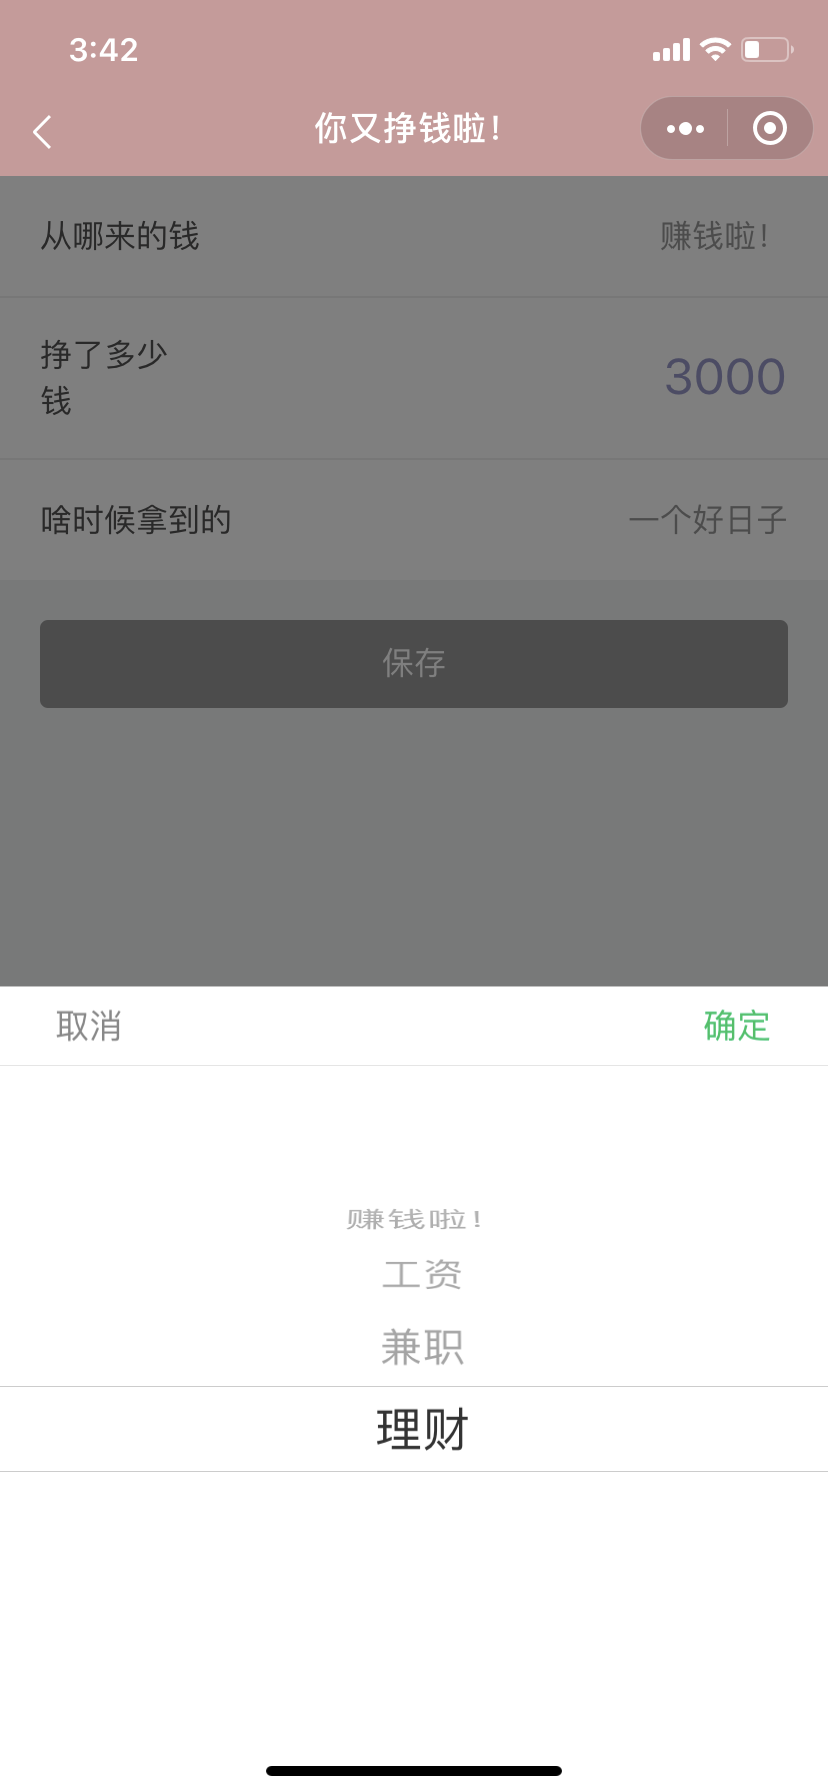 3:42
你又挣钱啦！
从哪来的钱
赚钱啦！
挣了多少
钱
3000
啥时候拿到的
一个好日子
保存
取消
确定
赚钱啦！
工资
兼职
理财